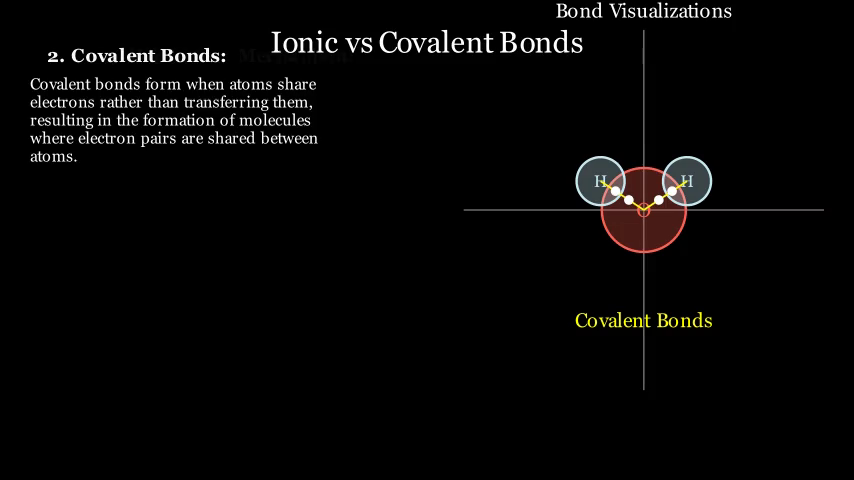 Bond Visualizations
Ionic vs Covalent Bonds
2. Covalent Bonds:
Covalent bonds form when atoms share
electrons rather than transferring them,
resulting in the formation of molecules
where electron pairs are shared between
atoms.
H
H
O
Covalent Bonds